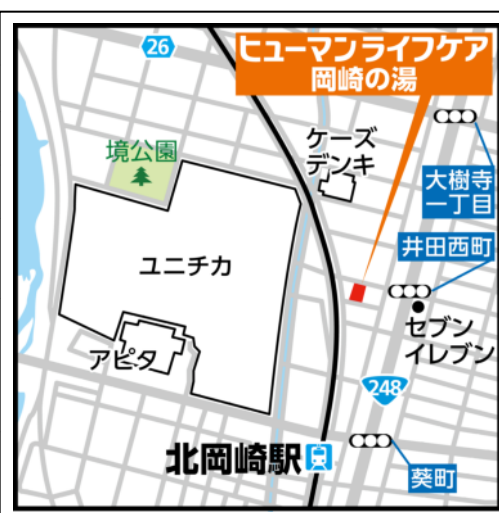 26
ヒューマンライフケア
岡崎の湯
境公園
ケーズ
デンキ
大樹寺
一丁目
井田西町
ユニチカ
セブン
イレブン
アピタ
248
北岡崎駅
葵町